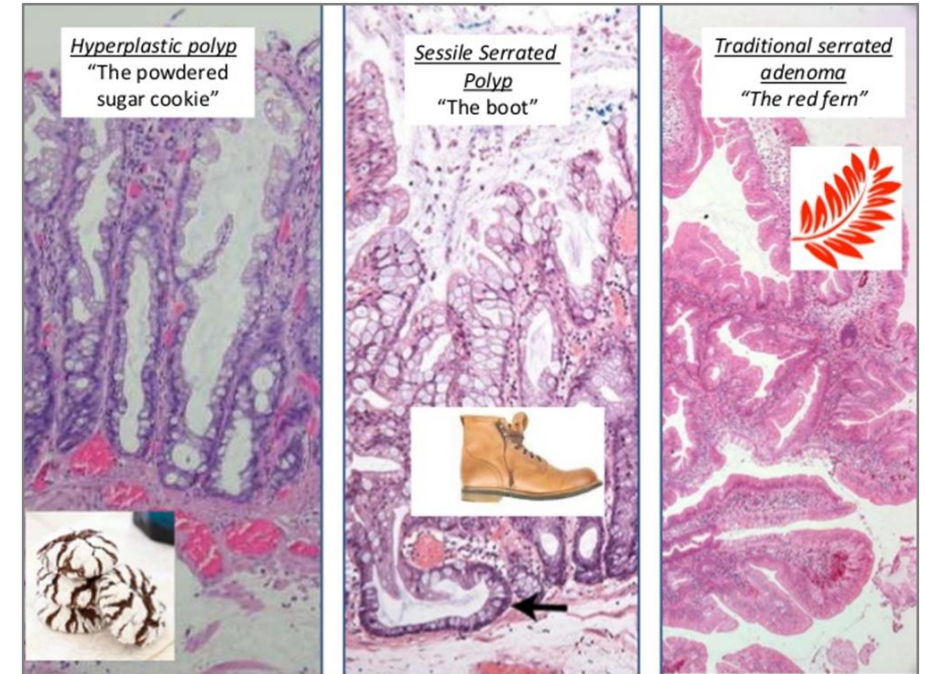 Hyperplastic polyp
“The powdered
sugar cookie”
Sessile Serrated
Polyp
“The boot”
Traditional serrated
adenoma
“The red fern”